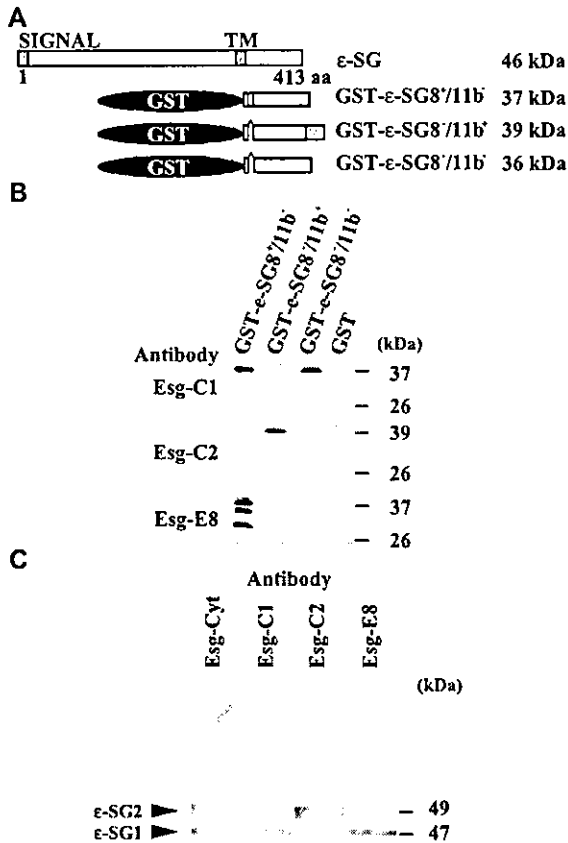 A
SIGNAL TM
ε-SG 46 kDa
1 413 aa
GST GST-ε-SG8⁺/11b⁻ 37 kDa
GST GST-ε-SG8⁻/11b⁺ 39 kDa
GST GST-ε-SG8⁻/11b⁻ 36 kDa
B
GST-ε-SG8⁺/11b⁻
GST-ε-SG8⁻/11b⁺
GST-ε-SG8⁻/11b⁻
GST
Antibody (kDa)
Esg-C1 37
26
Esg-C2 39
26
Esg-E8 37
26
C
Antibody
Esg-Cyt
Esg-C1
Esg-C2
Esg-E8
(kDa)
ε-SG2 49
ε-SG1 47